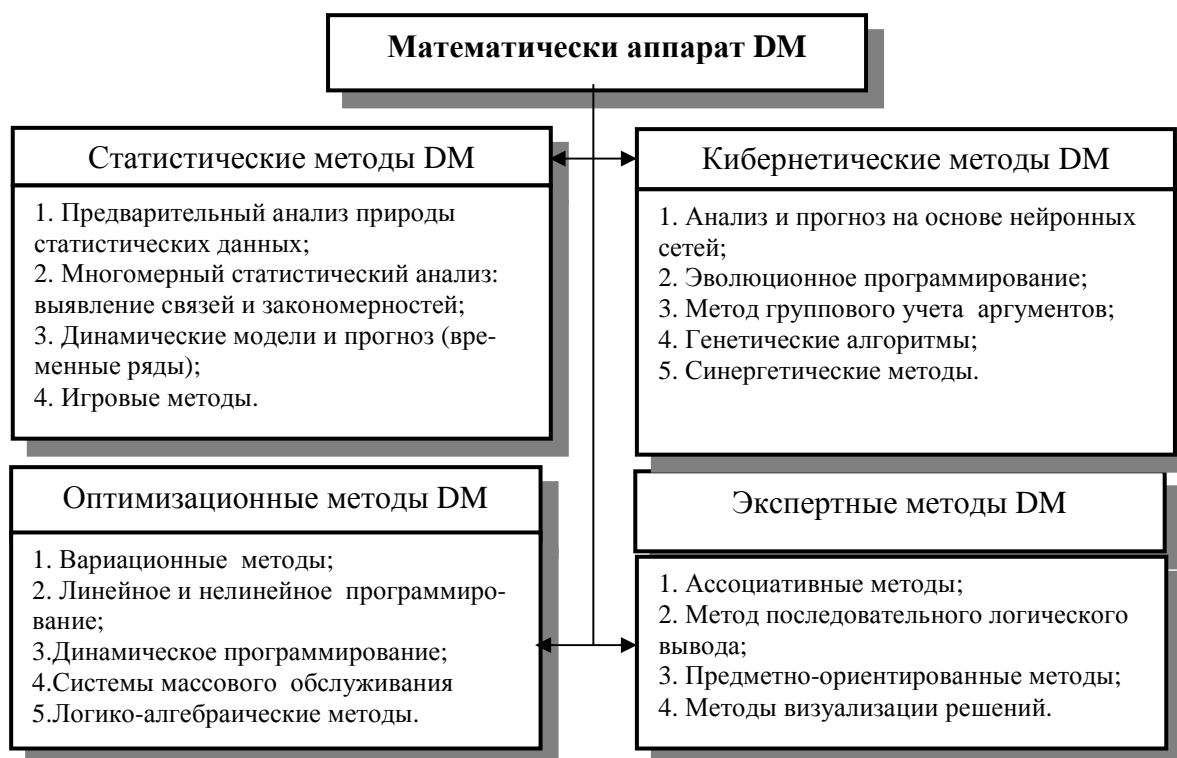 Математически аппарат DM
Статистические методы DM
1. Предварительный анализ природы
статистических данных;
2. Многомерный статистический анализ:
выявление связей и закономерностей;
3. Динамические модели и прогноз (вре-
менные ряды);
4. Игровые методы.
Кибернетические методы DM
1. Анализ и прогноз на основе нейронных
сетей;
2. Эволюционное программирование;
3. Метод группового учета аргументов;
4. Генетические алгоритмы;
5. Синергетические методы.
Оптимизационные методы DM
1. Вариационные методы;
2. Линейное и нелинейное программиро-
вание;
3.Динамическое программирование;
4.Системы массового обслуживания
5.Логико-алгебраические методы.
Экспертные методы DM
1. Ассоциативные методы;
2. Метод последовательного логического
вывода;
3. Предметно-ориентированные методы;
4. Методы визуализации решений.